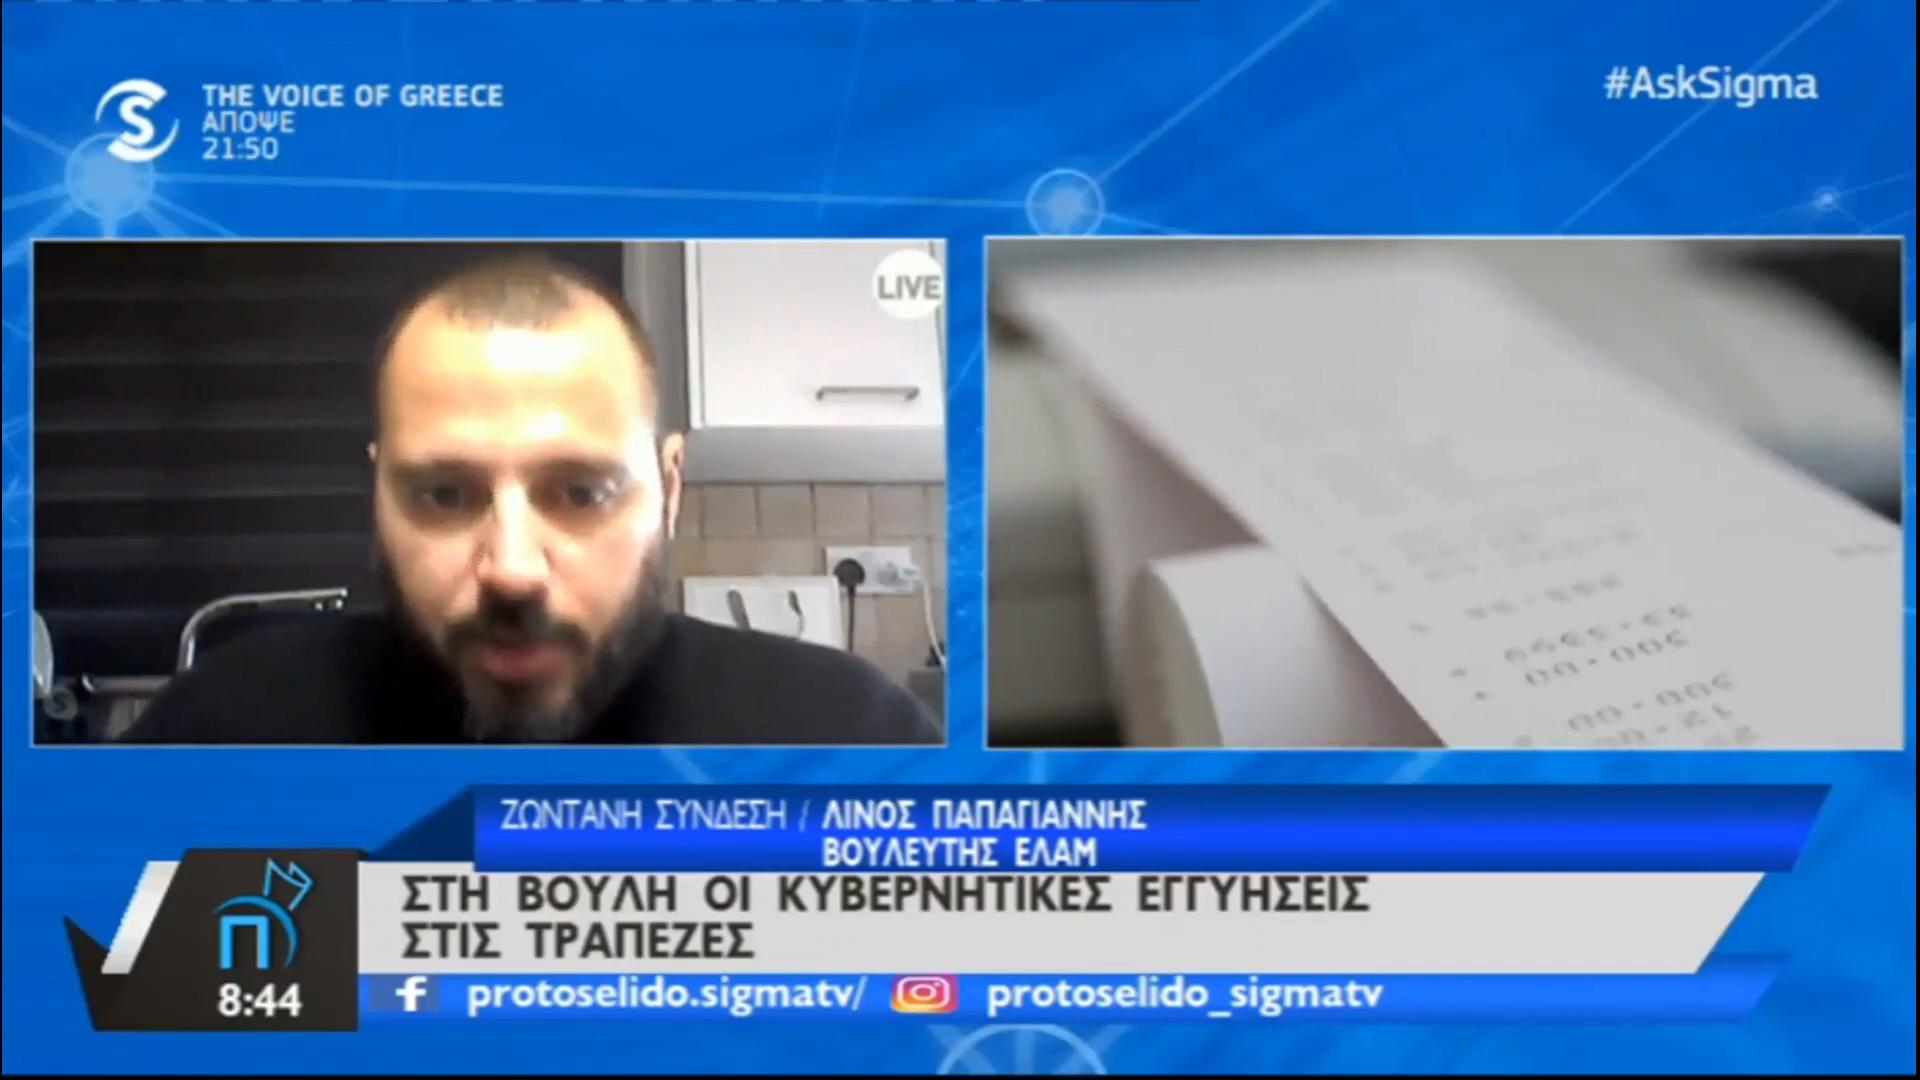 THE VOICE OF GREECE
ΑΠΟΨΕ
21:50
#AskSigma
LIVE
ΖΩΝΤΑΝΗ ΣΥΝΔΕΣΗ / ΛΙΝΟΣ ΠΑΠΑΓΙΑΝΝΗΣ
ΒΟΥΛΕΥΤΗΣ ΕΛΑΜ
ΣΤΗ ΒΟΥΛΗ ΟΙ ΚΥΒΕΡΝΗΤΙΚΕΣ ΕΓΓΥΗΣΕΙΣ
ΣΤΙΣ ΤΡΑΠΕΖΕΣ
8:44
protoselido.sigmatv/ protoselido_sigmatv